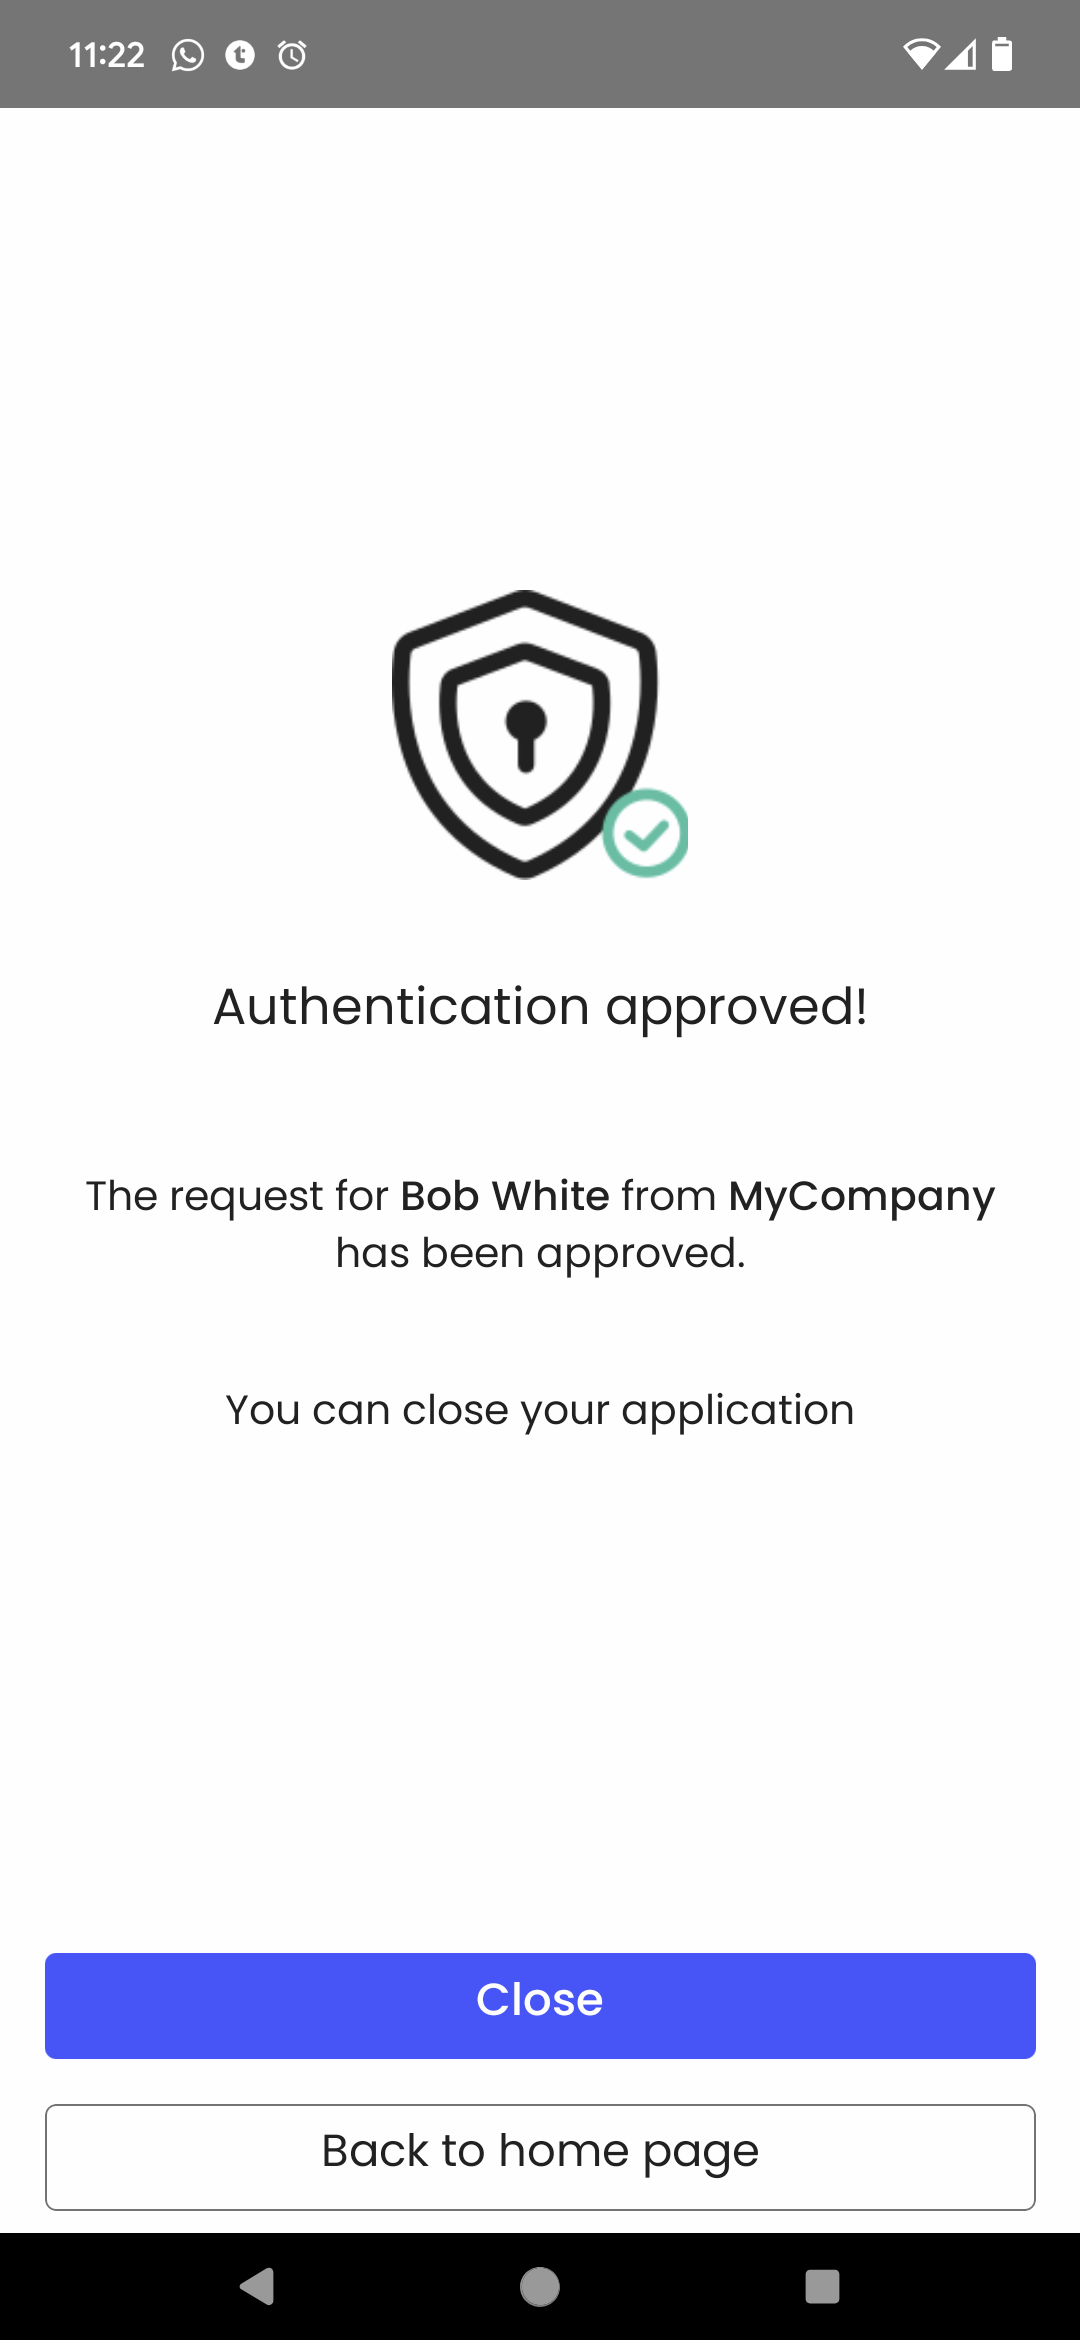 11:22
Authentication approved!
The request for Bob White from MyCompany
has been approved.
You can close your application
Close
Back to home page